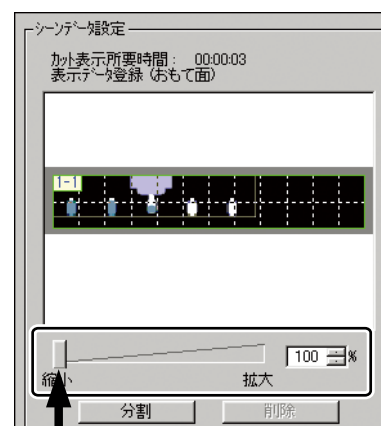 シーンデータ設定
カット表示所要時間： 00:00:03
表示データ登録（おもて面）
1-1
100 %
縮小 拡大
分割 削除